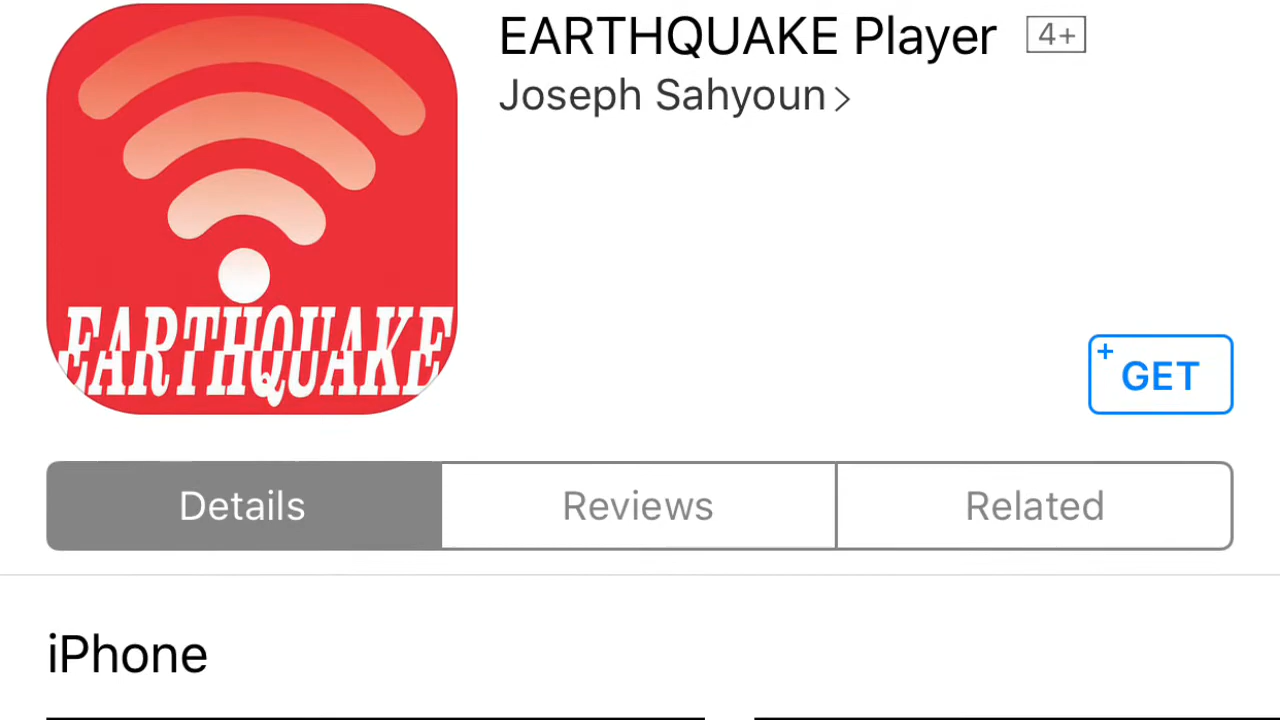 EARTHQUAKE Player 4+
Joseph Sahyoun >
EARTHQUAKE
+ GET
Details Reviews Related
iPhone